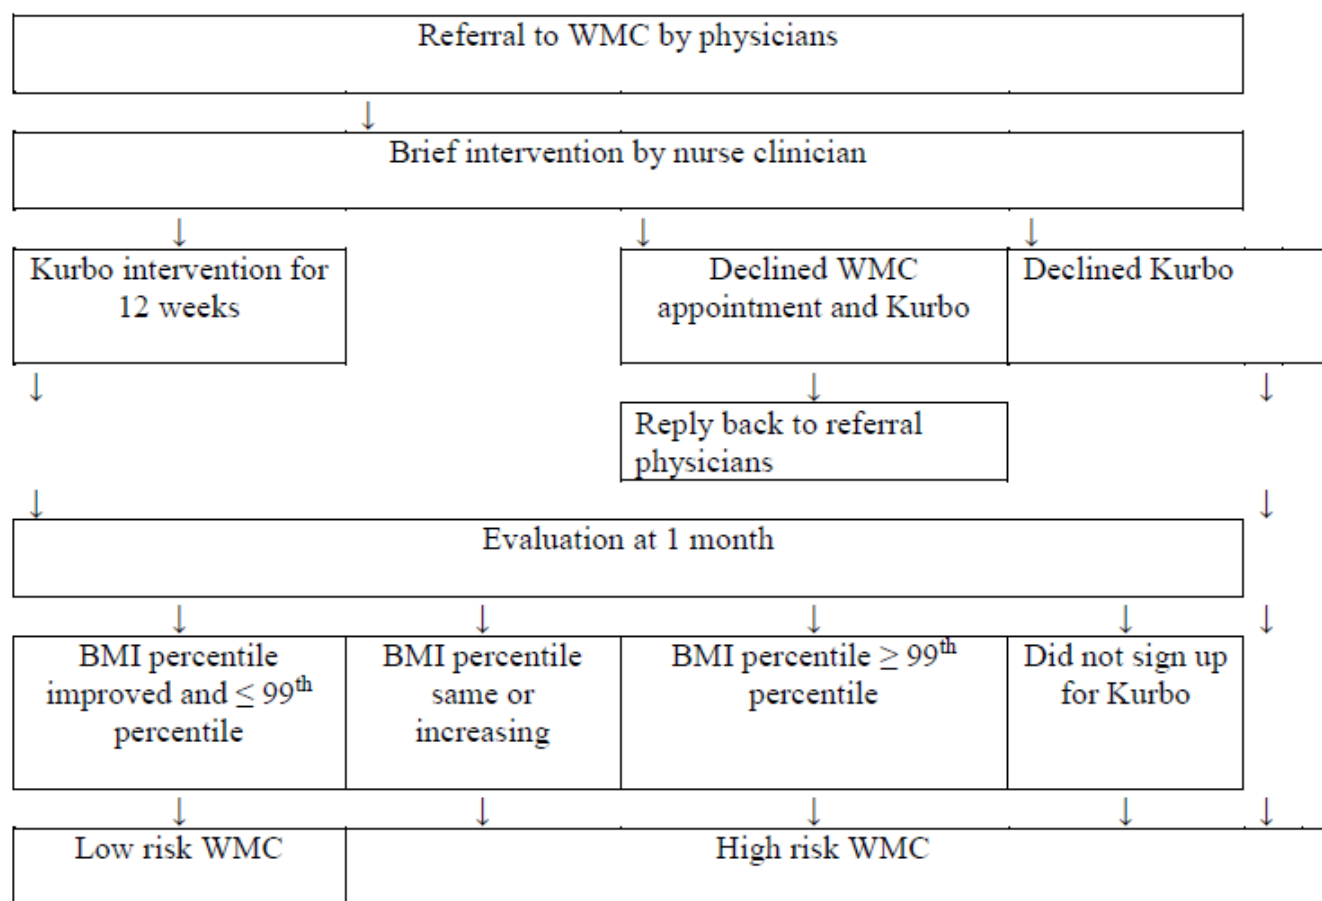 Referral to WMC by physicians
↓
Brief intervention by nurse clinician
↓ ↓ ↓
Kurbo intervention for
12 weeks
Declined WMC
appointment and Kurbo
Declined Kurbo
↓ ↓ ↓
Reply back to referral
physicians
↓ ↓
Evaluation at 1 month
↓ ↓ ↓ ↓ ↓
BMI percentile
improved and ≤ 99th
percentile
BMI percentile
same or
increasing
BMI percentile ≥ 99th
percentile
Did not sign up
for Kurbo
↓ ↓ ↓ ↓ ↓
Low risk WMC
High risk WMC